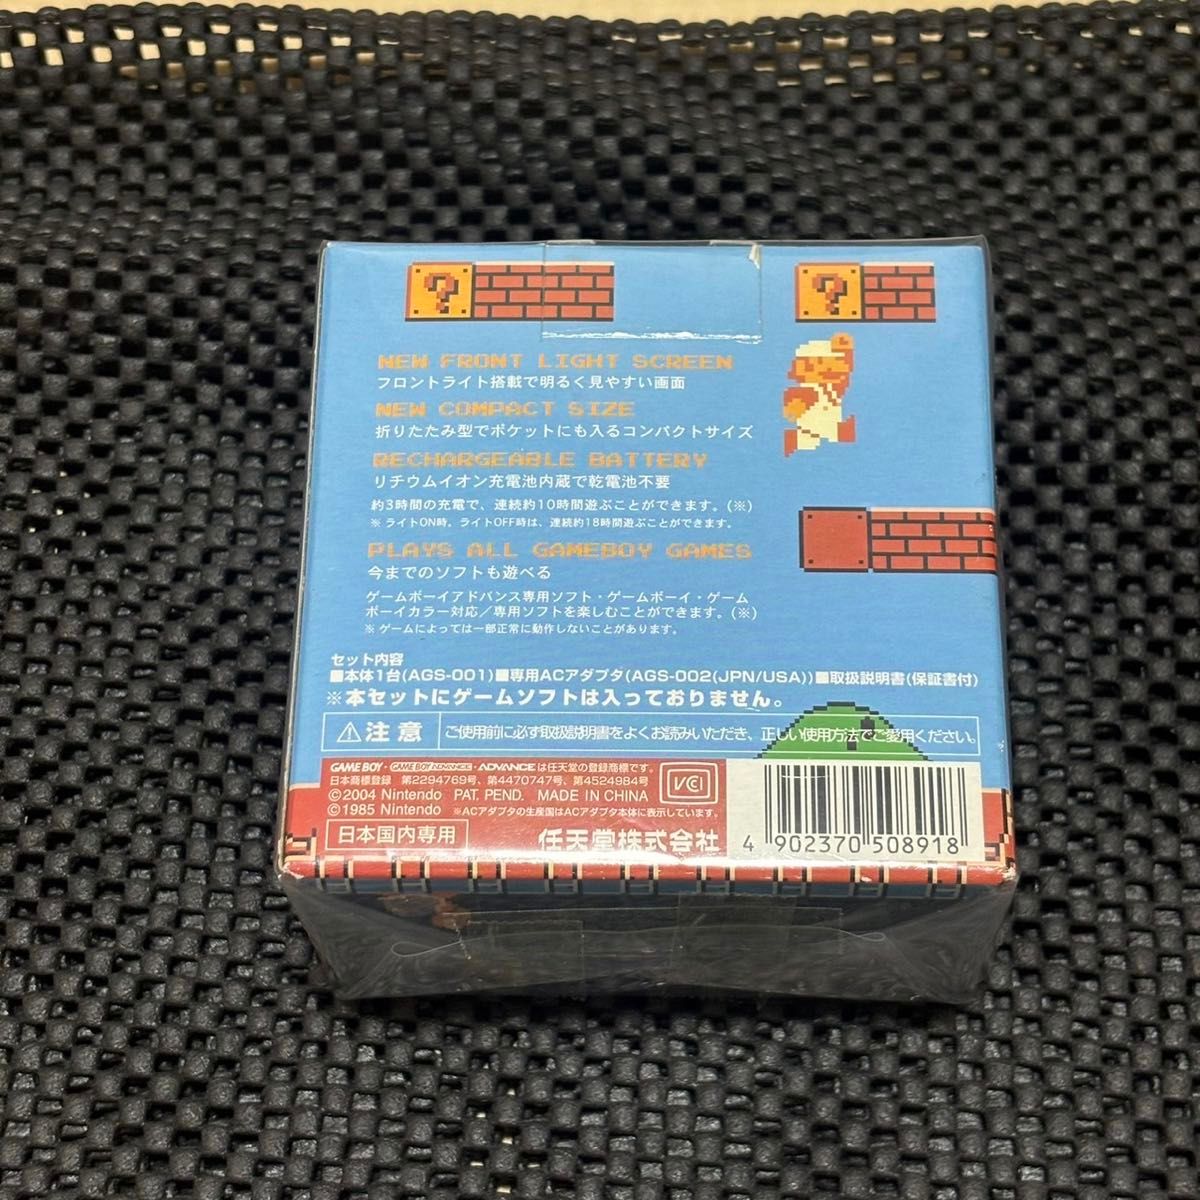 ?
?
NEW FRONT LIGHT SCREEN
フロントライト搭載で明るく見やすい画面
NEW COMPACT SIZE
折りたたみ型でポケットにも入るコンパクトサイズ
RECHARGEABLE BATTERY
リチウムイオン充電池内蔵で乾電池不要
約3時間の充電で、連続約10時間遊ぶことができます。(※)
※ ライトON時。ライトOFF時は、連続約18時間遊ぶことができます。
PLAYS ALL GAMEBOY GAMES
今までのソフトも遊べる
ゲームボーイアドバンス専用ソフト・ゲームボーイ・ゲーム
ボーイカラー対応／専用ソフトを楽しむことができます。(※)
※ ゲームによっては一部正常に動作しないことがあります。
セット内容
■本体1台(AGS-001)■専用ACアダプタ(AGS-002(JPN/USA))■取扱説明書(保証書付)
※本セットにゲームソフトは入っておりません。
⚠注意 ご使用前に必ず取扱説明書をよくお読みいただき、正しい使用方法でご愛用ください。
GAME BOY・GAME BOY ADVANCE・ADVANCEは任天堂の登録商標です。
日本商標登録 第2294769号、第4470747号、第4524984号
©2004 Nintendo PAT. PEND. MADE IN CHINA
©1985 Nintendo ※ACアダプタの生産国はACアダプタ本体に表示しています。
VCI
日本国内専用 任天堂株式会社
4 902370 508918